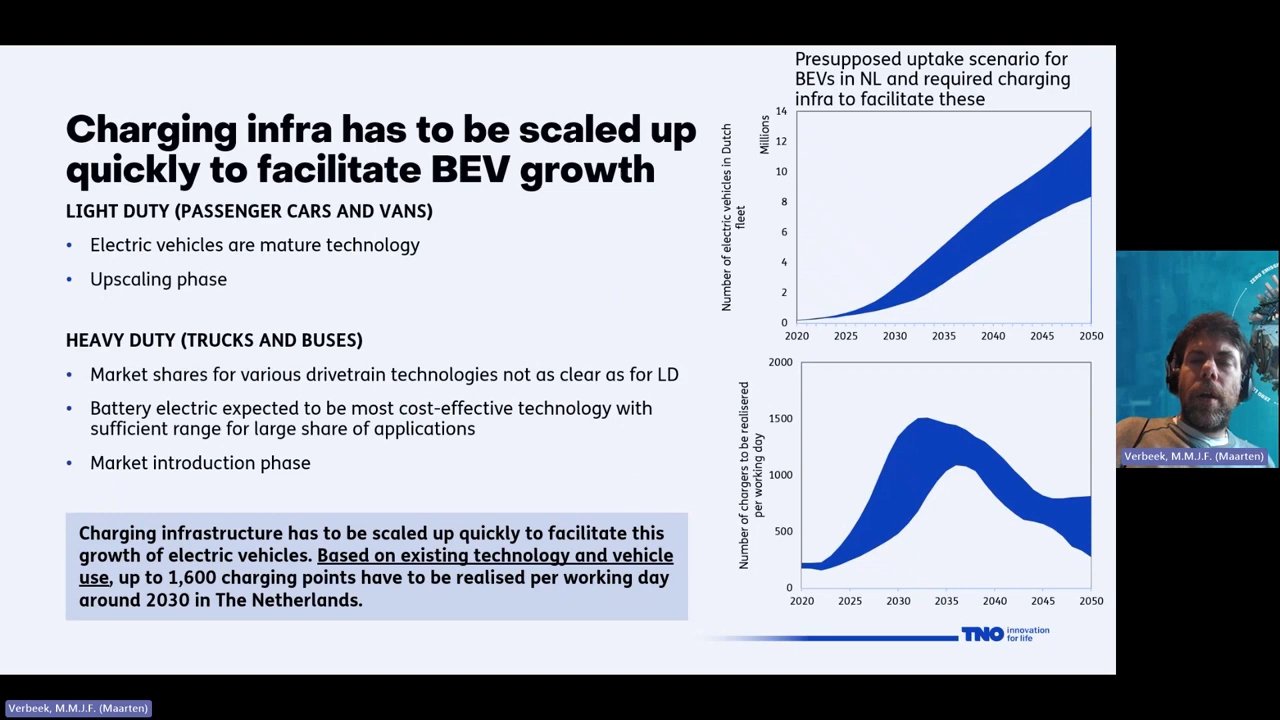 Charging infra has to be scaled up
quickly to facilitate BEV growth
LIGHT DUTY (PASSENGER CARS AND VANS)
• Electric vehicles are mature technology
• Upscaling phase
HEAVY DUTY (TRUCKS AND BUSES)
• Market shares for various drivetrain technologies not as clear as for LD
• Battery electric expected to be most cost-effective technology with
sufficient range for large share of applications
• Market introduction phase
Charging infrastructure has to be scaled up quickly to facilitate this
growth of electric vehicles. Based on existing technology and vehicle
use, up to 1,600 charging points have to be realised per working day
around 2030 in The Netherlands.
Presupposed uptake scenario for
BEVs in NL and required charging
infra to facilitate these
Number of electric vehicles in Dutch
fleet
Millions
14
12
10
8
6
4
2
0
2020 2025 2030 2035 2040 2045 2050
Number of chargers to be realisered
per working day
2000
1500
1000
500
0
2020 2025 2030 2035 2040 2045 2050
TNO innovation
for life
Verbeek, M.M.J.F. (Maarten)
Verbeek, M.M.J.F. (Maarten)